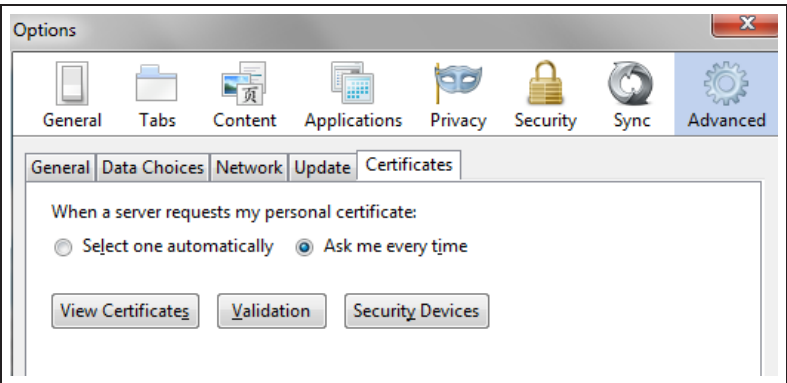 Options
X
页
General Tabs Content Applications Privacy Security Sync Advanced
General Data Choices Network Update Certificates
When a server requests my personal certificate:
Select one automatically Ask me every time
View Certificates Validation Security Devices